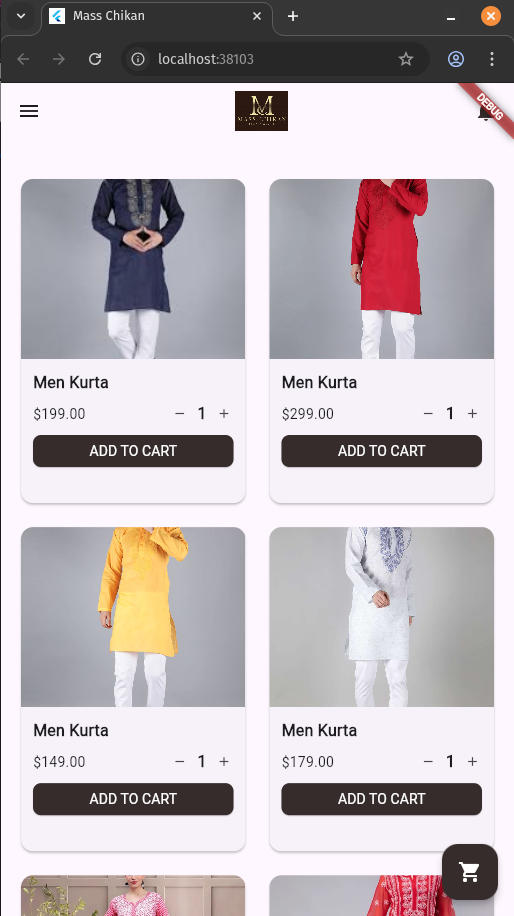 Mass Chikan
localhost:38103
DEBUG
M
MASS CHIKAN
Men Kurta
Men Kurta
$199.00
1
$299.00
1
ADD TO CART
ADD TO CART
Men Kurta
Men Kurta
$149.00
1
$179.00
1
ADD TO CART
ADD TO CART